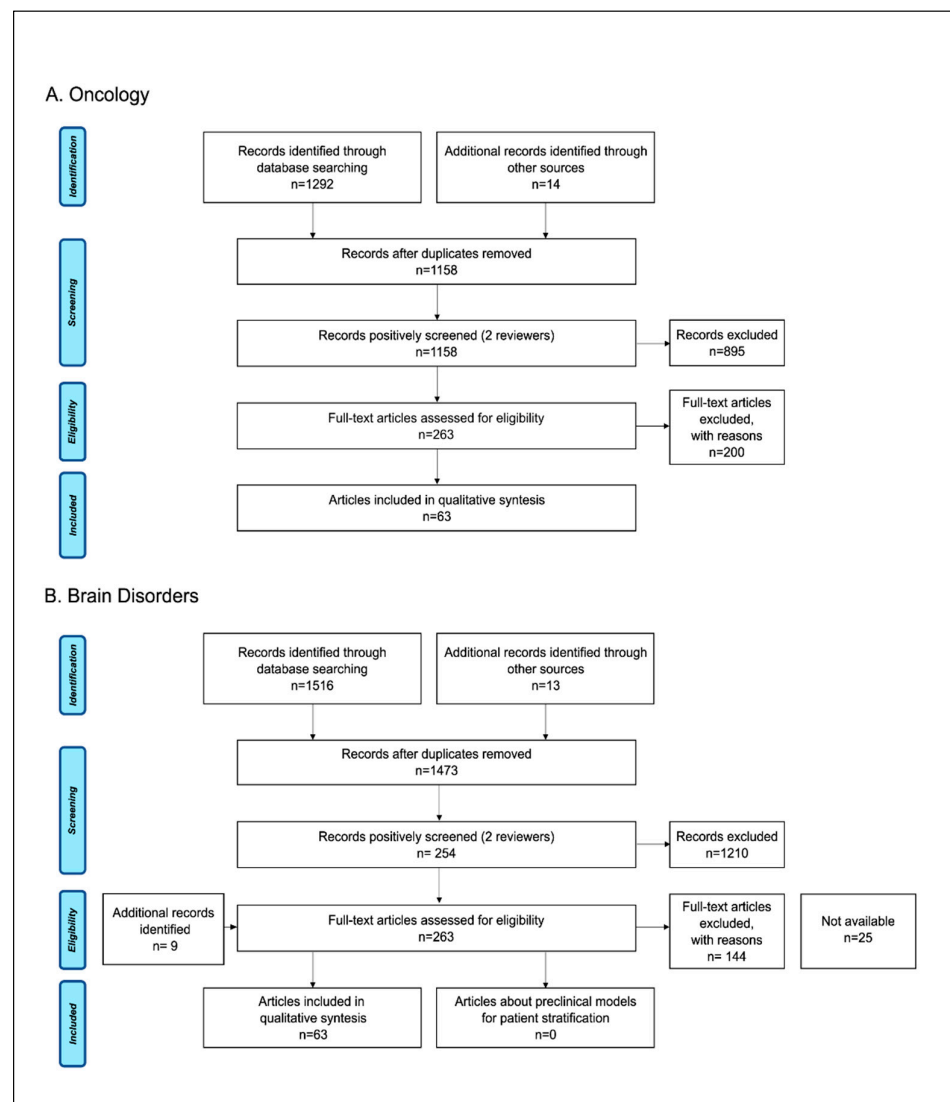 A. Oncology
Identification
Records identified through
database searching
n=1292
Additional records identified through
other sources
n=14
Screening
Records after duplicates removed
n=1158
Records positively screened (2 reviewers)
n=1158
Records excluded
n=895
Eligibility
Full-text articles assessed for eligibility
n=263
Full-text articles
excluded,
with reasons
n=200
Included
Articles included in qualitative syntesis
n=63
B. Brain Disorders
Identification
Records identified through
database searching
n=1516
Additional records identified through
other sources
n=13
Screening
Records after duplicates removed
n=1473
Records positively screened (2 reviewers)
n= 254
Records excluded
n=1210
Eligibility
Additional records
identified
n= 9
Full-text articles assessed for eligibility
n=263
Full-text articles
excluded,
with reasons
n= 144
Not available
n=25
Included
Articles included in
qualitative syntesis
n=63
Articles about preclinical models
for patient stratification
n=0